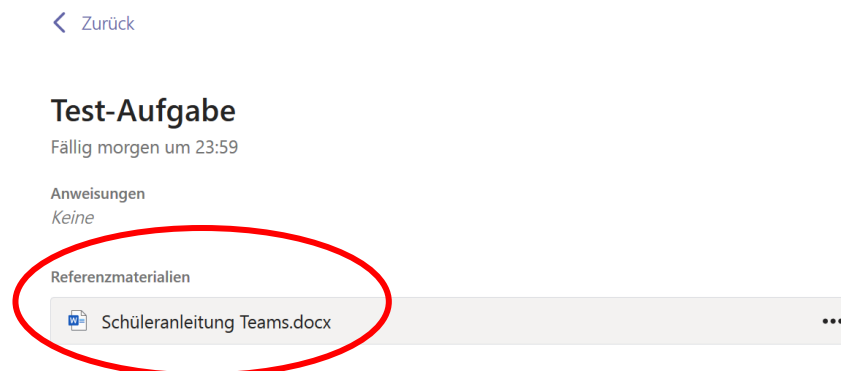 Zurück
Test-Aufgabe
Fällig morgen um 23:59
Anweisungen
Keine
Referenzmaterialien
Schüleranleitung Teams.docx